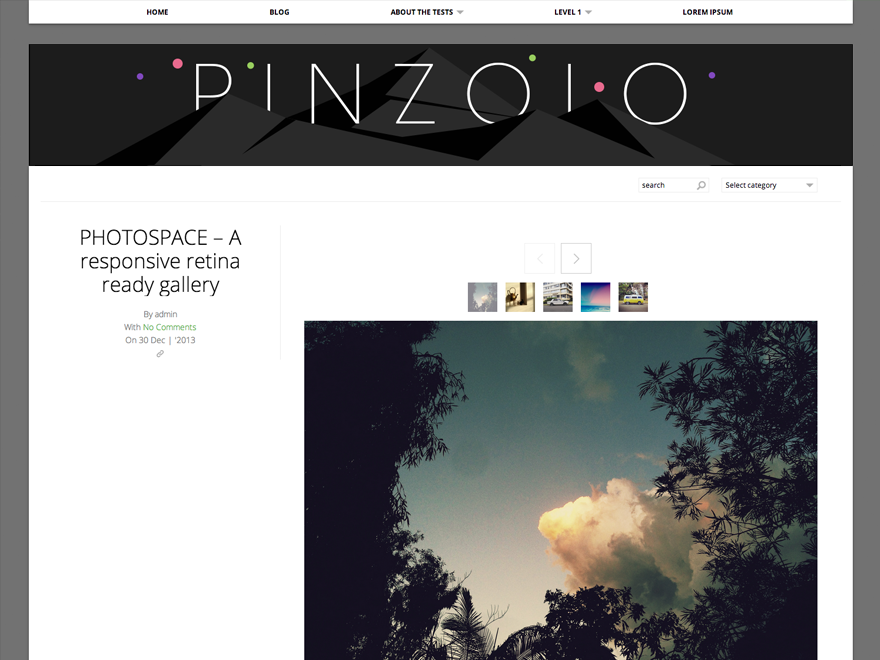 HOME BLOG ABOUT THE TESTS LEVEL 1 LOREM IPSUM
PINZOLO
search Select category
PHOTOSPACE – A
responsive retina
ready gallery
By admin
With No Comments
On 30 Dec | '2013